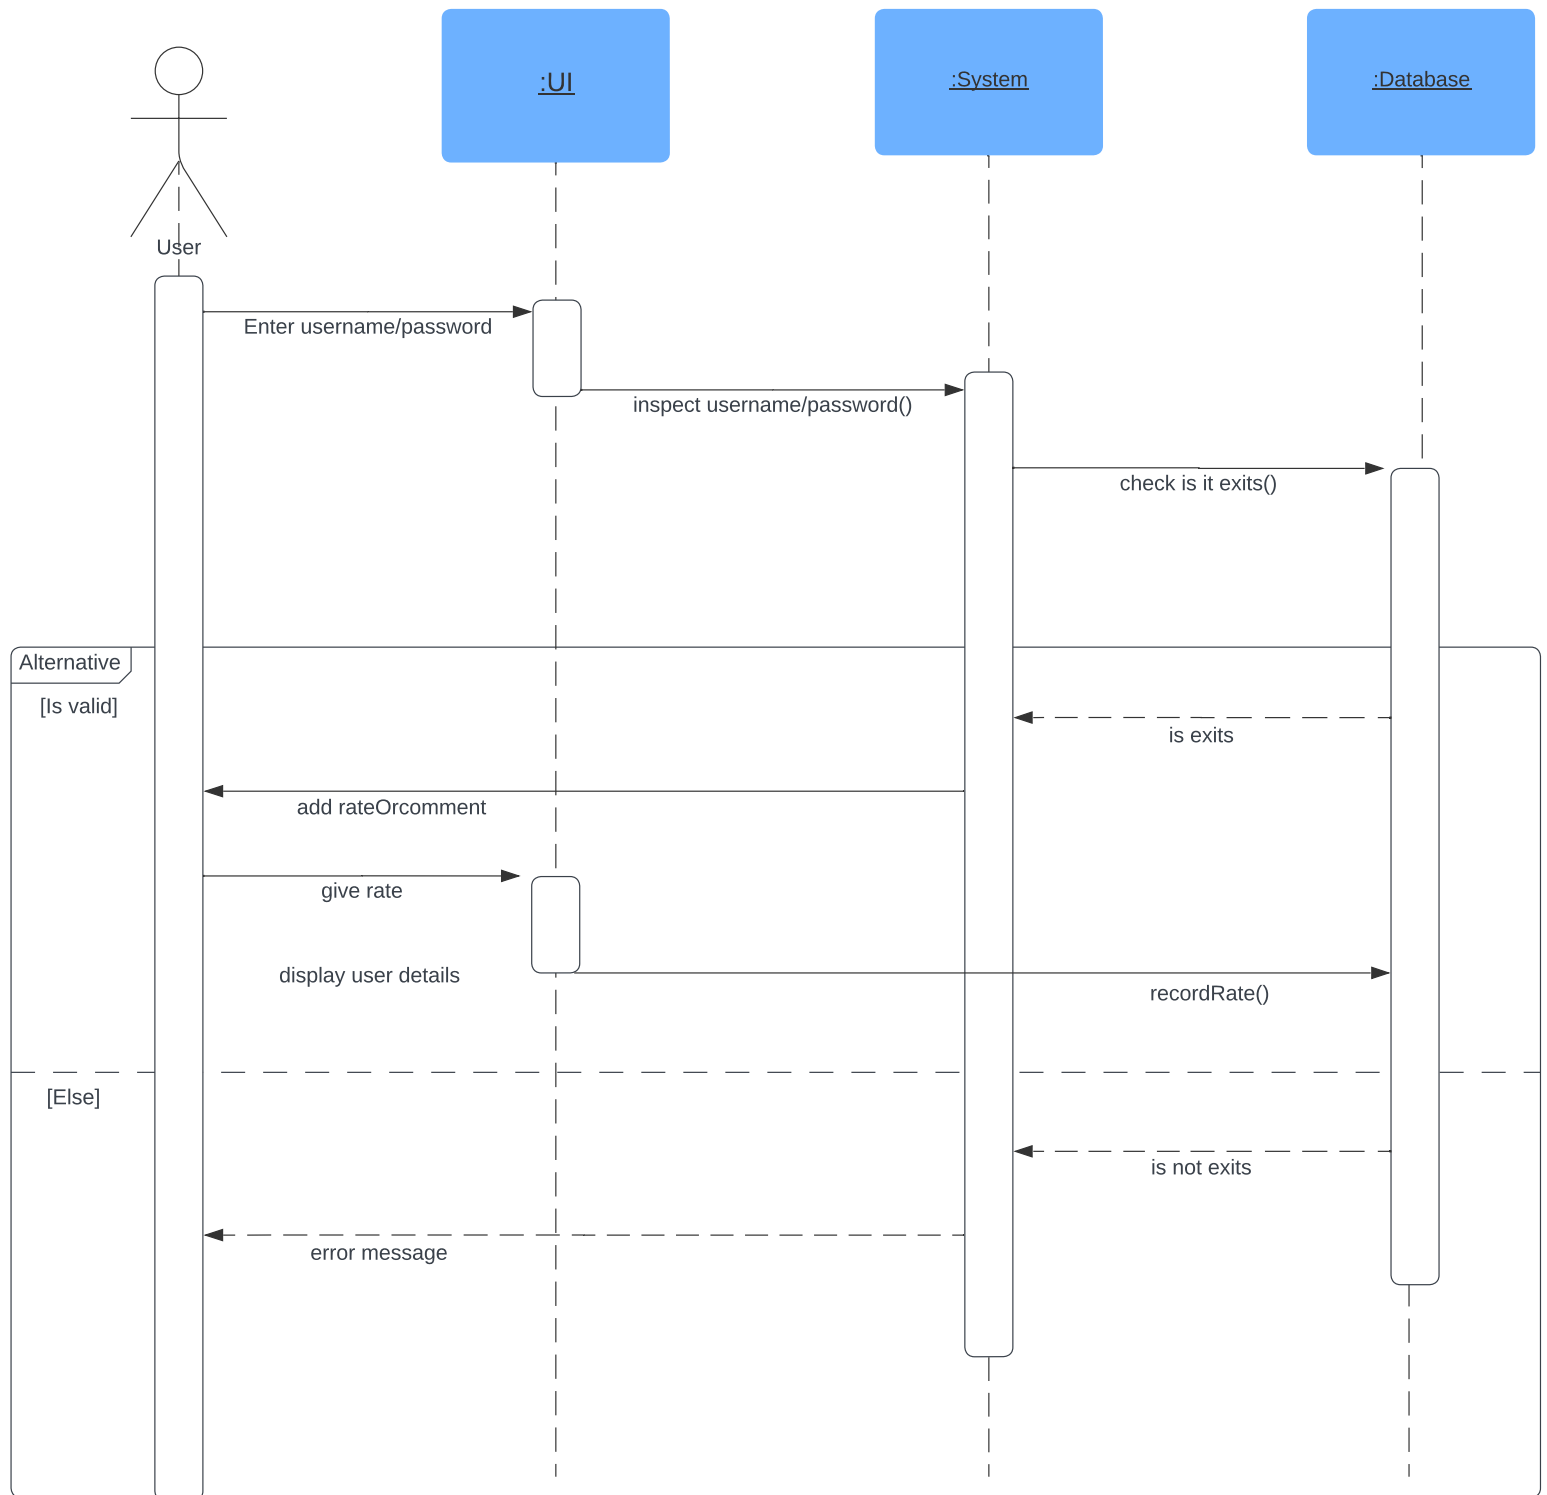 :UI
:System
:Database
User
Enter username/password
inspect username/password()
check is it exits()
Alternative
[Is valid]
is exits
add rateOrcomment
give rate
display user details
recordRate()
[Else]
is not exits
error message